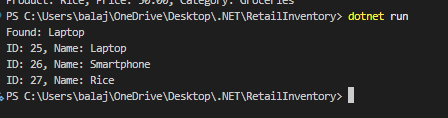 Product: Rice, Price: 50.00, Category: Groceries
PS C:\Users\balaj\OneDrive\Desktop\.NET\RetailInventory> dotnet run
Found: Laptop
ID: 25, Name: Laptop
ID: 26, Name: Smartphone
ID: 27, Name: Rice
PS C:\Users\balaj\OneDrive\Desktop\.NET\RetailInventory>